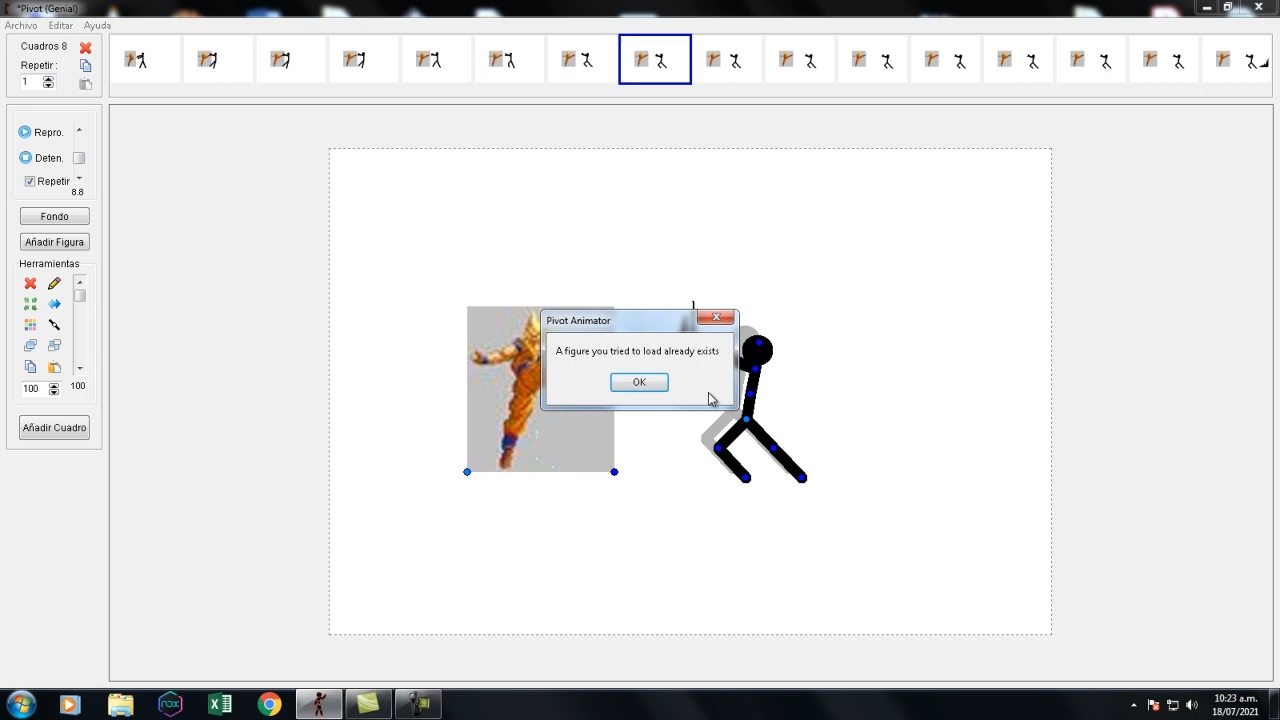 *Pivot (Genial)
Archivo Editar Ayuda
Cuadros 8
Repetir :
1
Repro.
Deten.
Repetir
8.8
Fondo
Añadir Figura
Herramientas
100 100
Añadir Cuadro
Pivot Animator
A figure you tried to load already exists
OK
nox
10:23 a.m.
18/07/2021